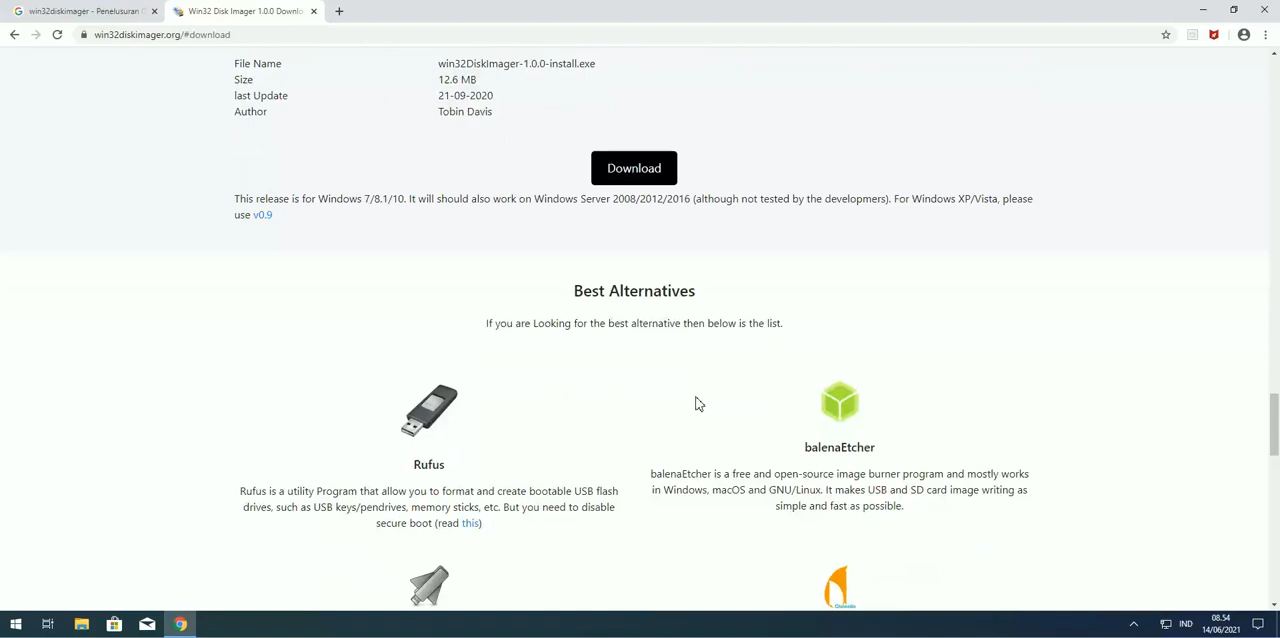 win32diskimager - Penelusuran G
Win32 Disk Imager 1.0.0 Downlo
win32diskimager.org/#download
File Name win32DiskImager-1.0.0-install.exe
Size 12.6 MB
last Update 21-09-2020
Author Tobin Davis
Download
This release is for Windows 7/8.1/10. It will should also work on Windows Server 2008/2012/2016 (although not tested by the developmers). For Windows XP/Vista, please
use v0.9
Best Alternatives
If you are Looking for the best alternative then below is the list.
Rufus
Rufus is a utility Program that allow you to format and create bootable USB flash
drives, such as USB keys/pendrives, memory sticks, etc. But you need to disable
secure boot (read this)
balenaEtcher
balenaEtcher is a free and open-source image burner program and mostly works
in Windows, macOS and GNU/Linux. It makes USB and SD card image writing as
simple and fast as possible.
IND
08.54
14/06/2021